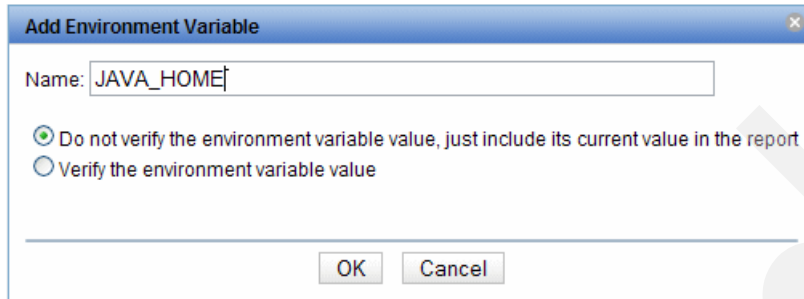 Add Environment Variable
Name: JAVA_HOME
Do not verify the environment variable value, just include its current value in the report
Verify the environment variable value
OK Cancel